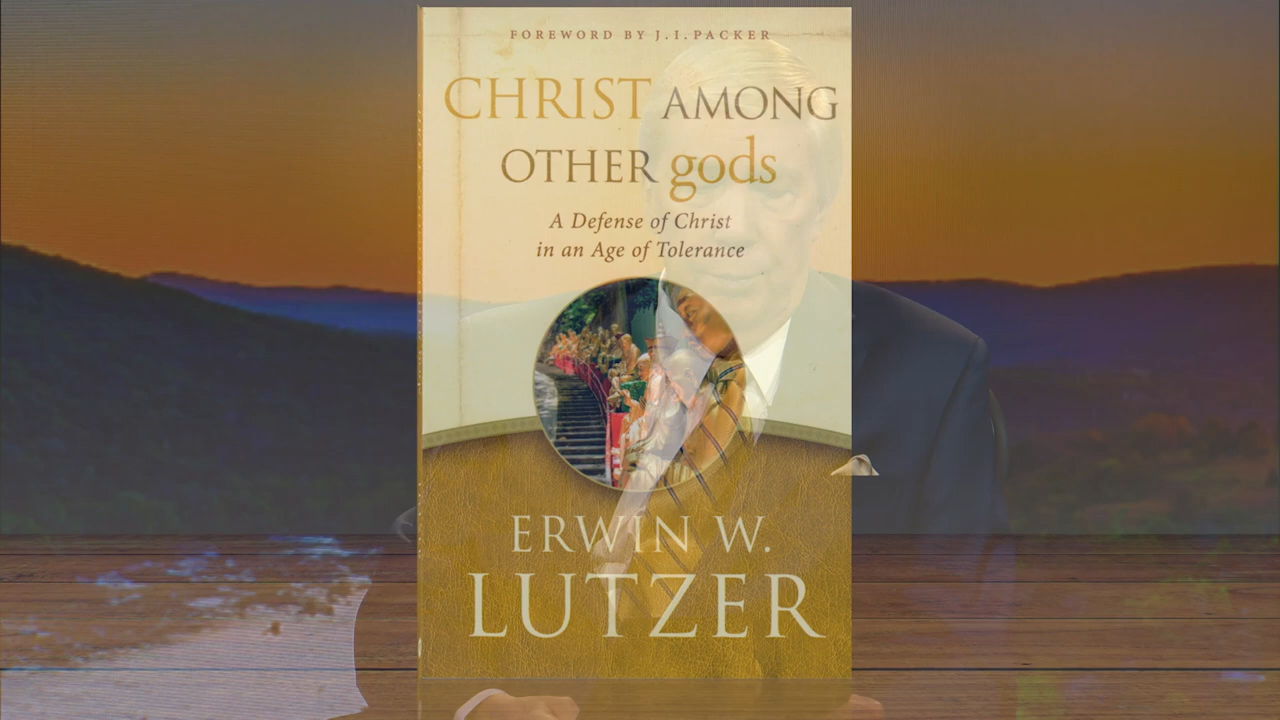 FOREWORD BY J.I.PACKER
CHRIST AMONG
OTHER gods
A Defense of Christ
in an Age of Tolerance
ERWIN W.
LUTZER